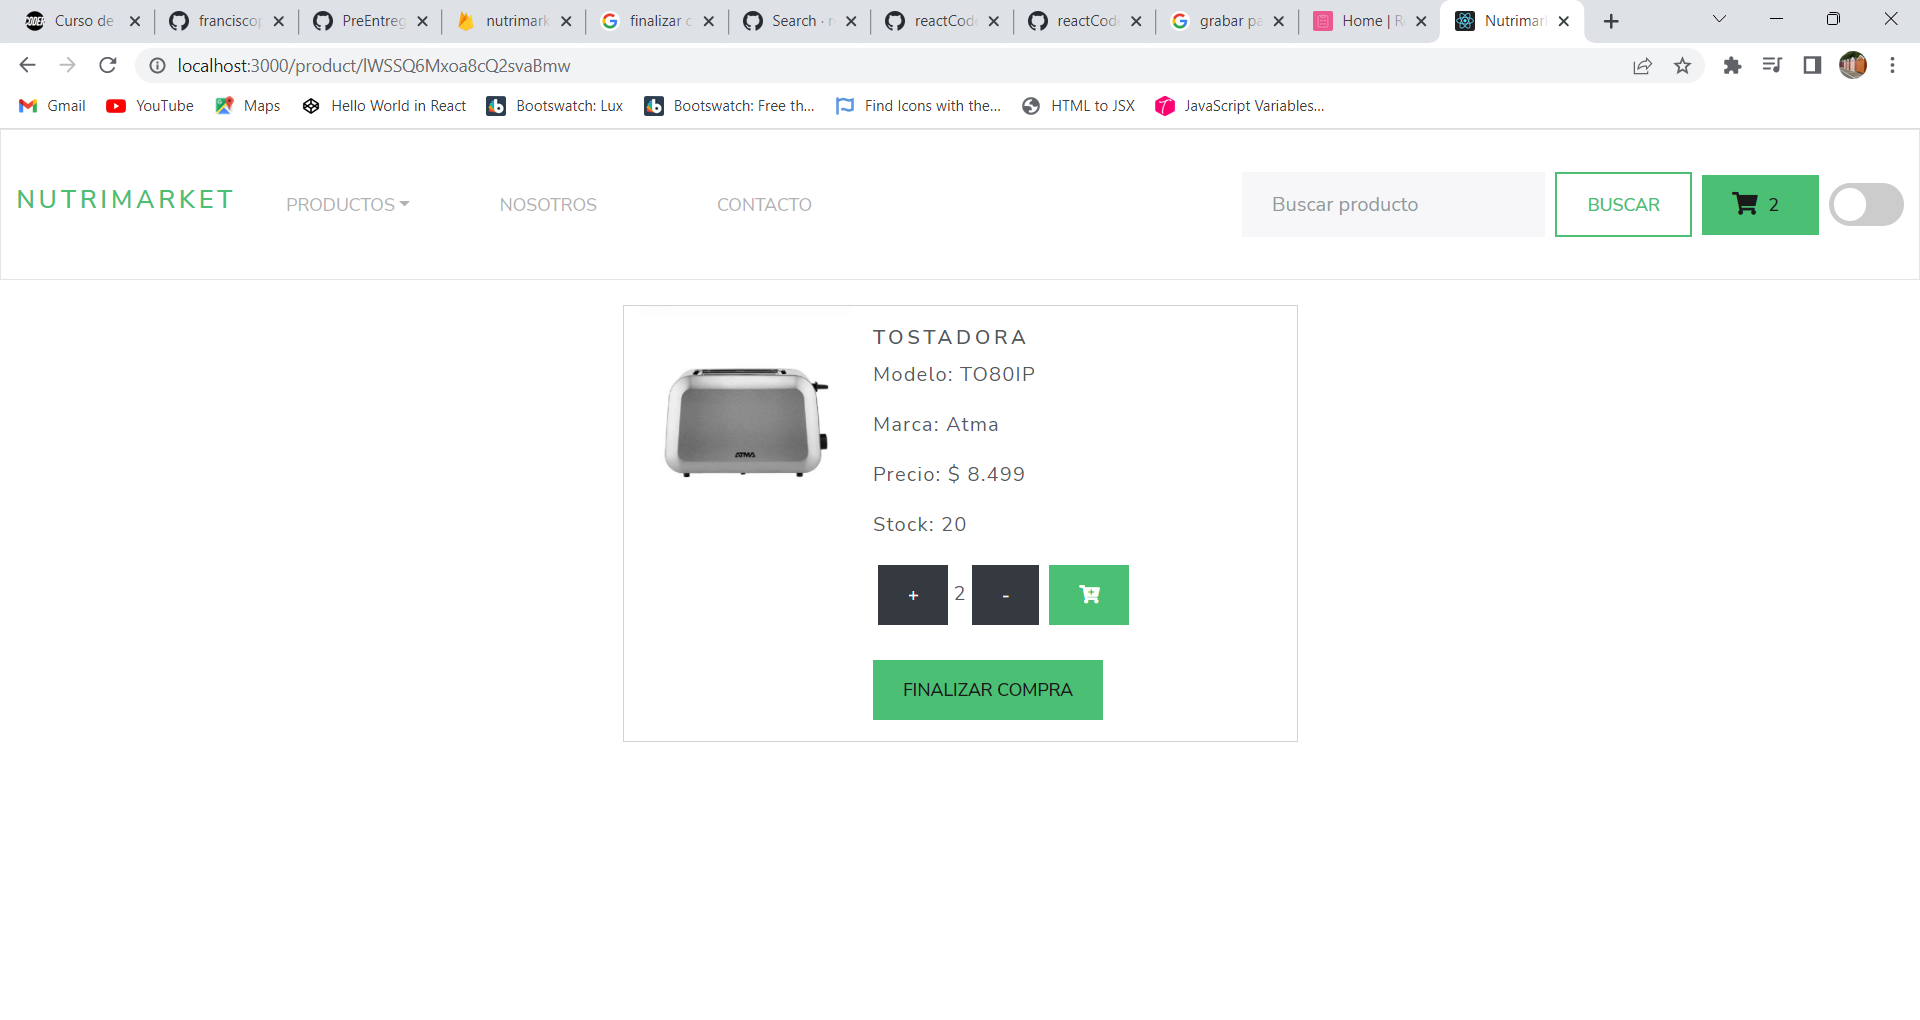 Curso de
francisco
PreEntreg
nutrimark
finalizar c
Search · r
reactCod
reactCod
grabar pa
Home | R
Nutrimar
localhost:3000/product/lWSSQ6Mxoa8cQ2svaBmw
Gmail YouTube Maps Hello World in React Bootswatch: Lux Bootswatch: Free th... Find Icons with the... HTML to JSX JavaScript Variables...
NUTRIMARKET PRODUCTOS NOSOTROS CONTACTO Buscar producto BUSCAR 2
TOSTADORA
Modelo: TO80IP
Marca: Atma
Precio: $ 8.499
Stock: 20
ATMA
+ 2 -
FINALIZAR COMPRA